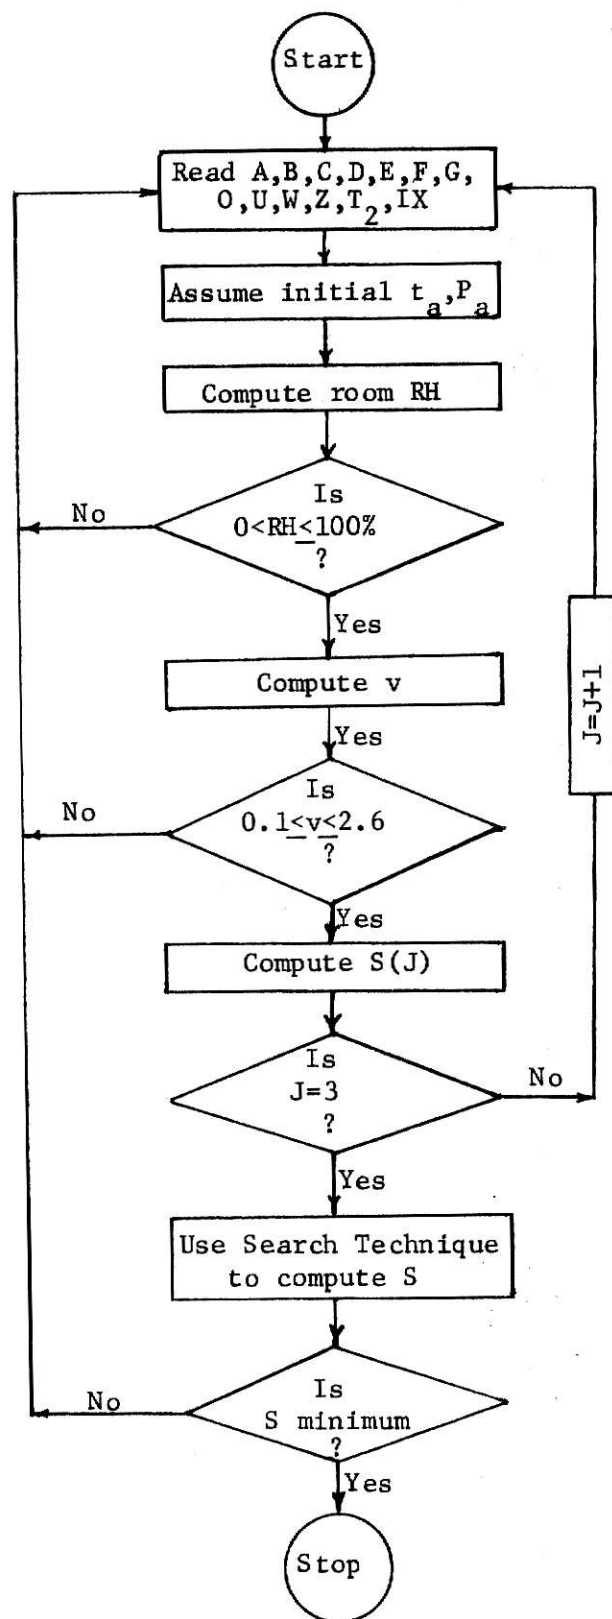 Start
Read A,B,C,D,E,F,G,
O,U,W,Z,T₂,IX
Assume initial tₐ,Pₐ
Compute room RH
Is
0<RH≤100%
?
No
Yes
Compute v
Yes
Is
0.1≤v≤2.6
?
No
Yes
Compute S(J)
Is
J=3
?
No
J=J+1
Yes
Use Search Technique
to compute S
Is
S minimum
?
No
Yes
Stop